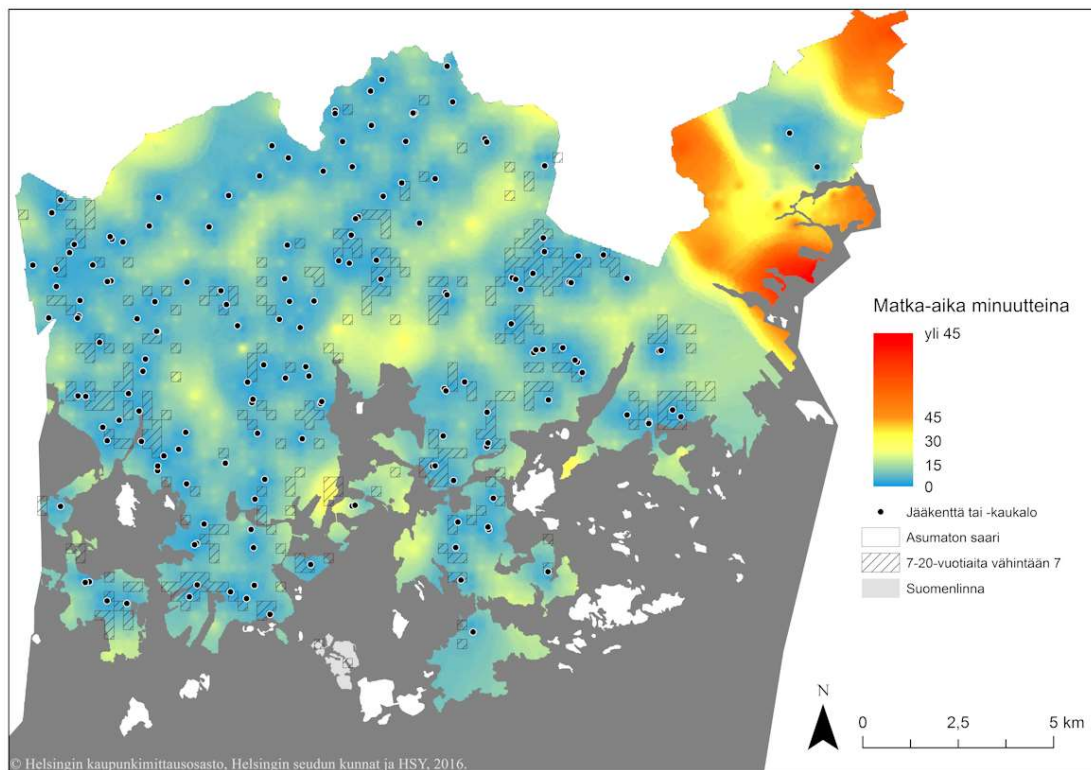 Matka-aika minuutteina
yli 45
45
30
15
0
Jääkenttä tai -kaukalo
Asumaton saari
7-20-vuotiaita vähintään 7
Suomenlinna
N
0 2,5 5 km
© Helsingin kaupunkimittausosasto, Helsingin seudun kunnat ja HSY, 2016.